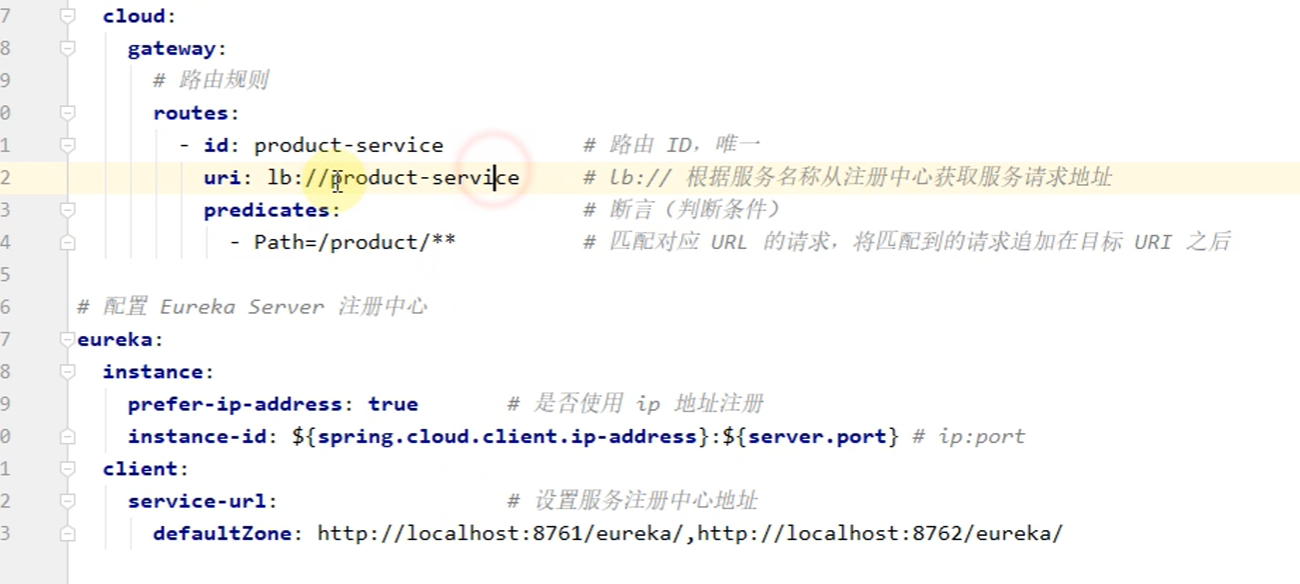 7 cloud:
8 gateway:
9 # 路由规则
0 routes:
1 - id: product-service # 路由 ID，唯一
2 uri: lb://product-service # lb:// 根据服务名称从注册中心获取服务请求地址
3 predicates: # 断言（判断条件）
4 - Path=/product/** # 匹配对应 URL 的请求，将匹配到的请求追加在目标 URI 之后
5
6 # 配置 Eureka Server 注册中心
7 eureka:
8 instance:
9 prefer-ip-address: true # 是否使用 ip 地址注册
0 instance-id: ${spring.cloud.client.ip-address}:${server.port} # ip:port
1 client:
2 service-url: # 设置服务注册中心地址
3 defaultZone: http://localhost:8761/eureka/,http://localhost:8762/eureka/